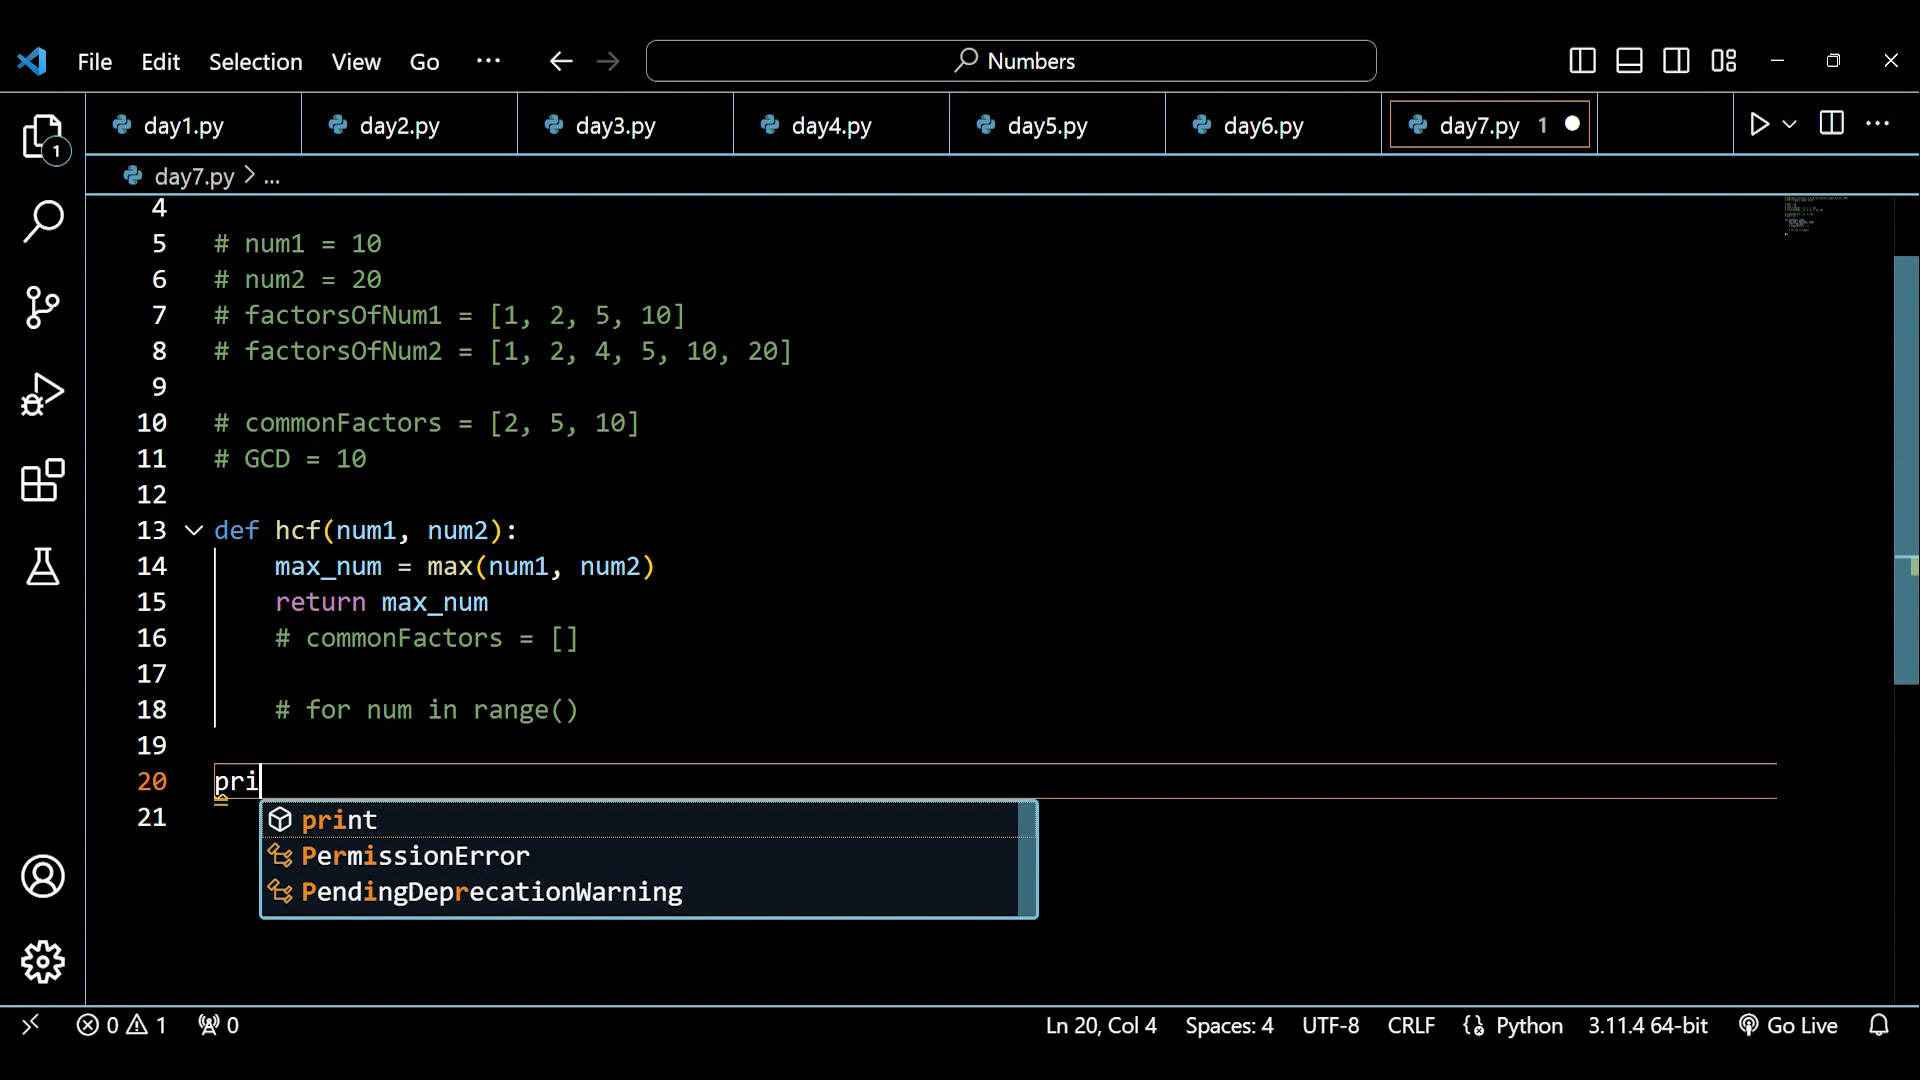 File Edit Selection View Go ··· Numbers
day1.py day2.py day3.py day4.py day5.py day6.py day7.py 1
1
day7.py > ...
4
5 # num1 = 10
6 # num2 = 20
7 # factorsOfNum1 = [1, 2, 5, 10]
8 # factorsOfNum2 = [1, 2, 4, 5, 10, 20]
9
10 # commonFactors = [2, 5, 10]
11 # GCD = 10
12
13 def hcf(num1, num2):
14 max_num = max(num1, num2)
15 return max_num
16 # commonFactors = []
17
18 # for num in range()
19
20 pri
21
print
PermissionError
PendingDeprecationWarning
0 1 0 Ln 20, Col 4 Spaces: 4 UTF-8 CRLF Python 3.11.4 64-bit Go Live